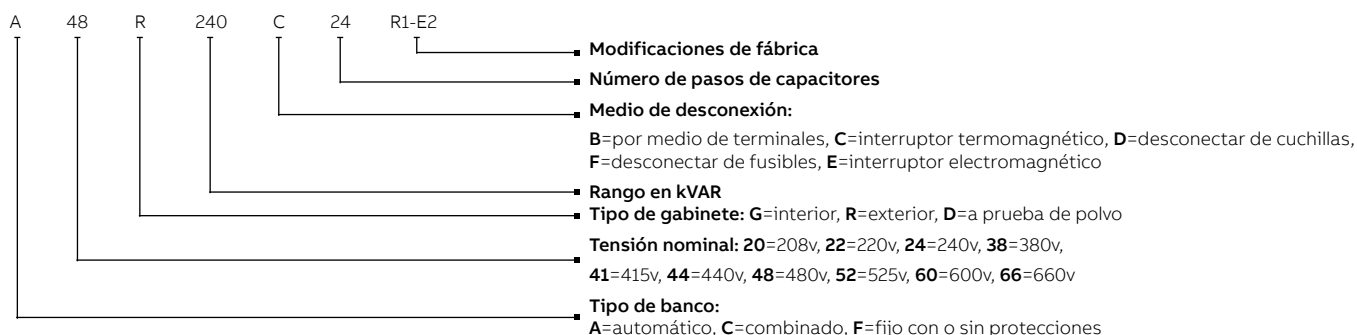 A 48 R 240 C 24 R1-E2
Modificaciones de fábrica
Número de pasos de capacitores
Medio de desconexión:
B=por medio de terminales, C=interruptor termomagnético, D=desconectar de cuchillas,
F=desconectar de fusibles, E=interruptor electromagnético
Rango en kVAR
Tipo de gabinete: G=interior, R=exterior, D=a prueba de polvo
Tensión nominal: 20=208v, 22=220v, 24=240v, 38=380v,
41=415v, 44=440v, 48=480v, 52=525v, 60=600v, 66=660v
Tipo de banco:
A=automático, C=combinado, F=fijo con o sin protecciones